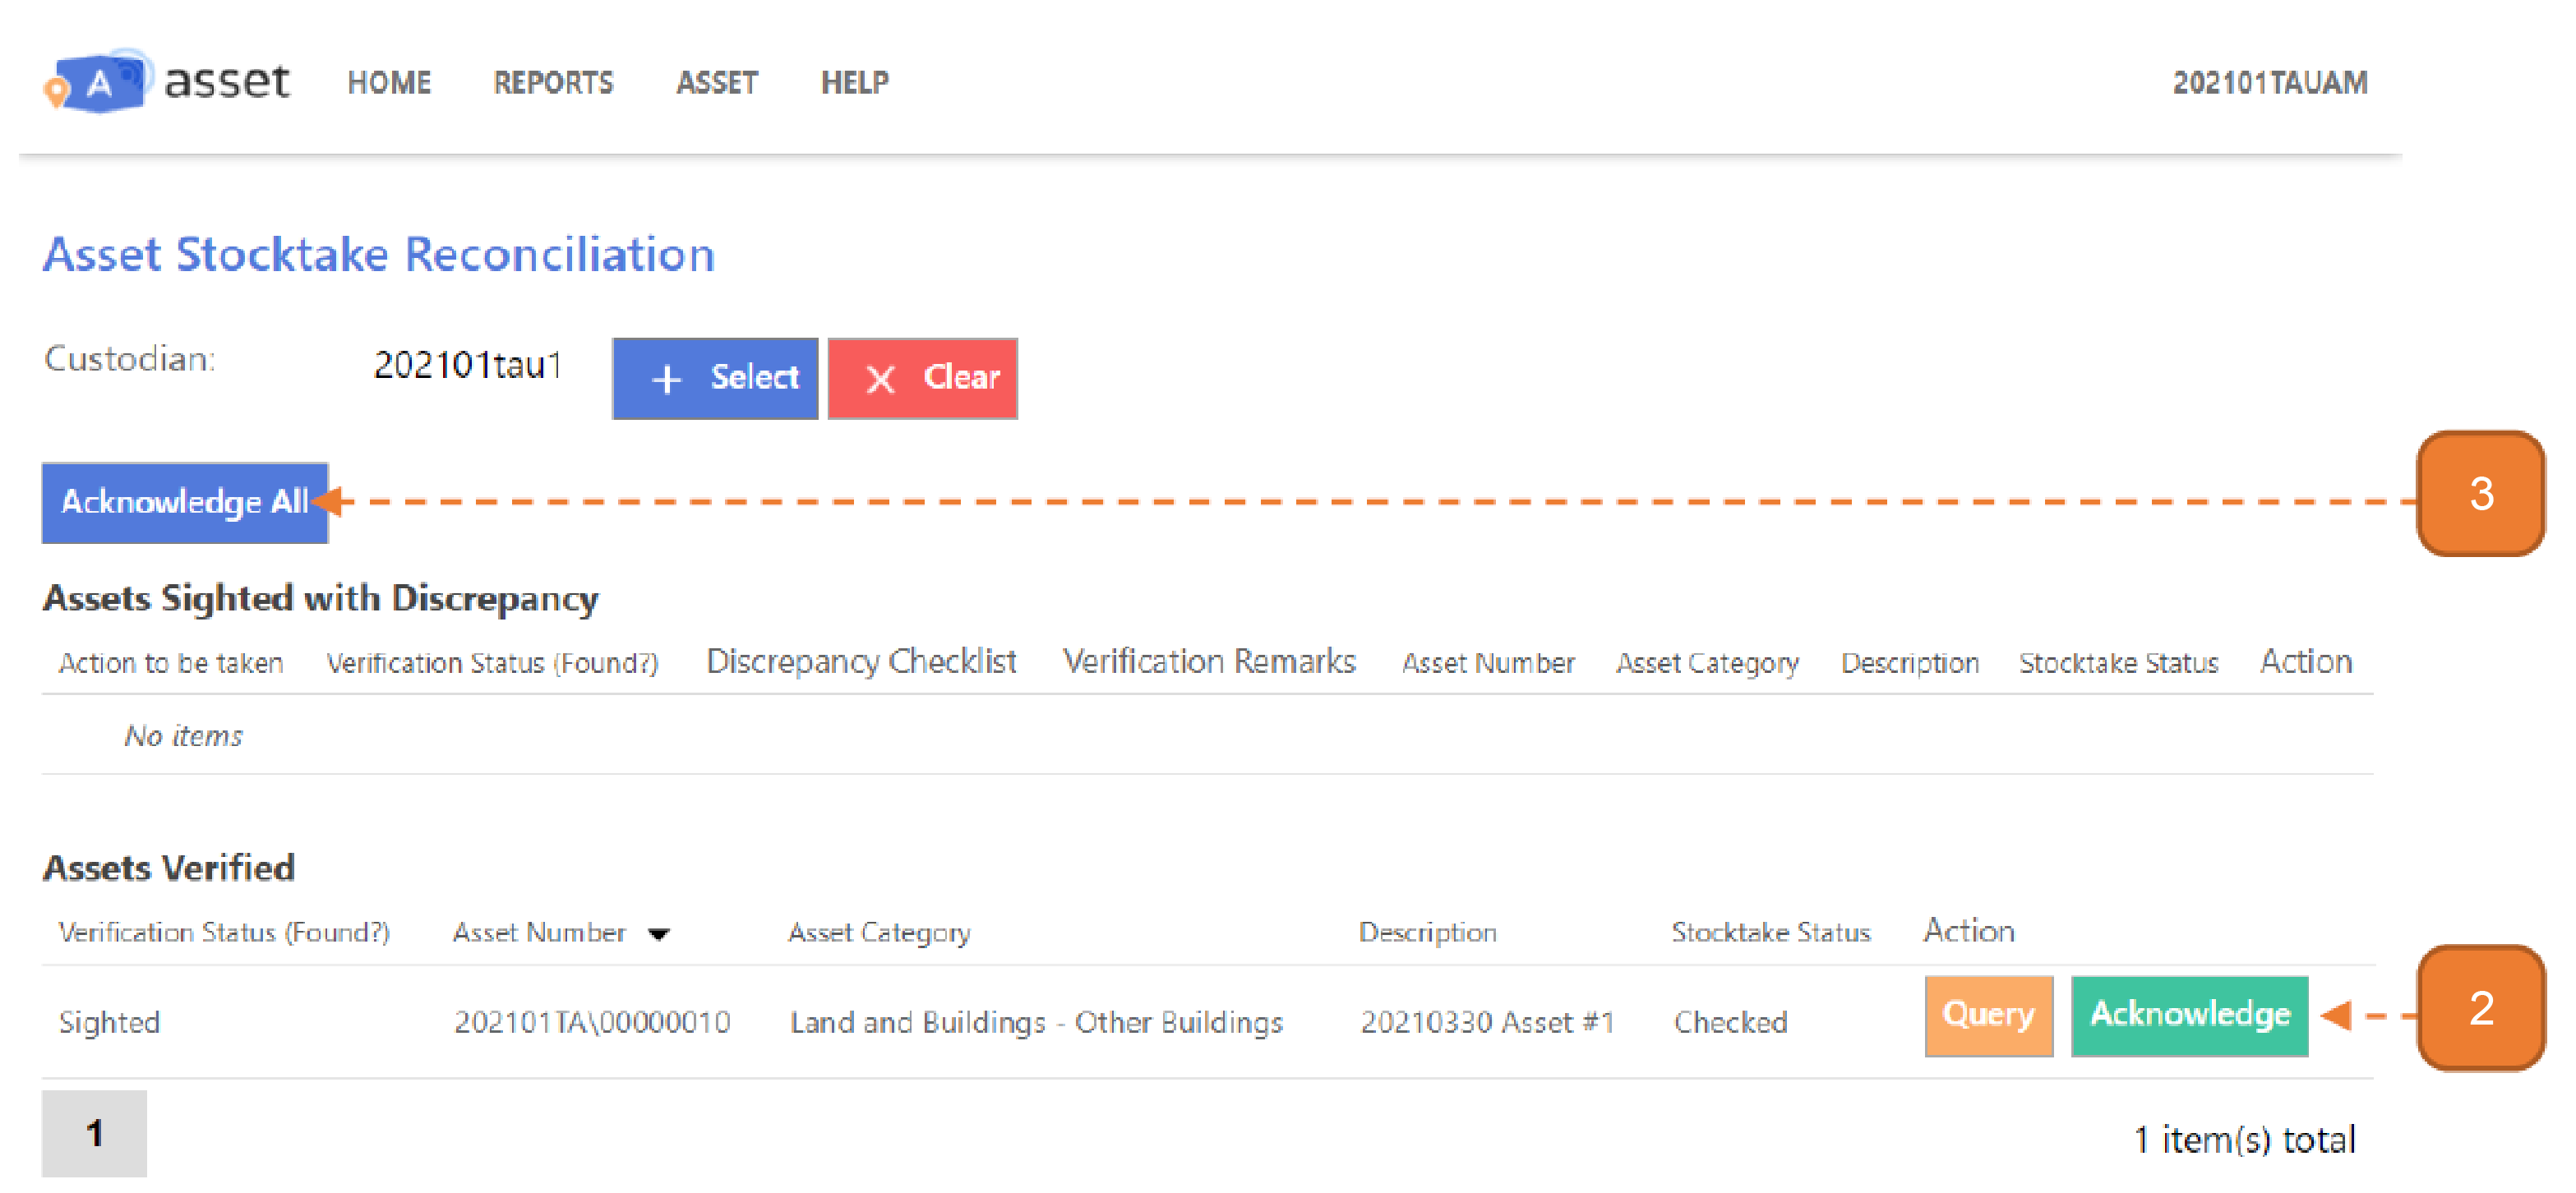 A asset HOME REPORTS ASSET HELP 202101TAUAM
Asset Stocktake Reconciliation
Custodian: 202101tau1 + Select X Clear
Acknowledge All 3
Assets Sighted with Discrepancy
Action to be taken Verification Status (Found?) Discrepancy Checklist Verification Remarks Asset Number Asset Category Description Stocktake Status Action
No items
Assets Verified
Verification Status (Found?) Asset Number Asset Category Description Stocktake Status Action
Sighted 202101TA\00000010 Land and Buildings - Other Buildings 20210330 Asset #1 Checked Query Acknowledge 2
1 1 item(s) total